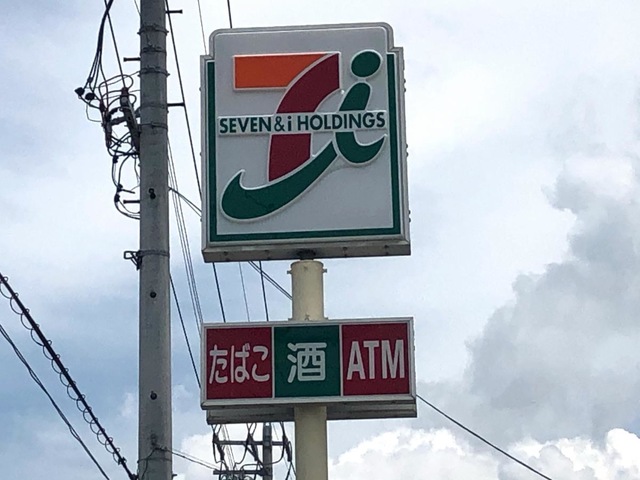 SEVEN & i HOLDINGS
たばこ 酒 ATM